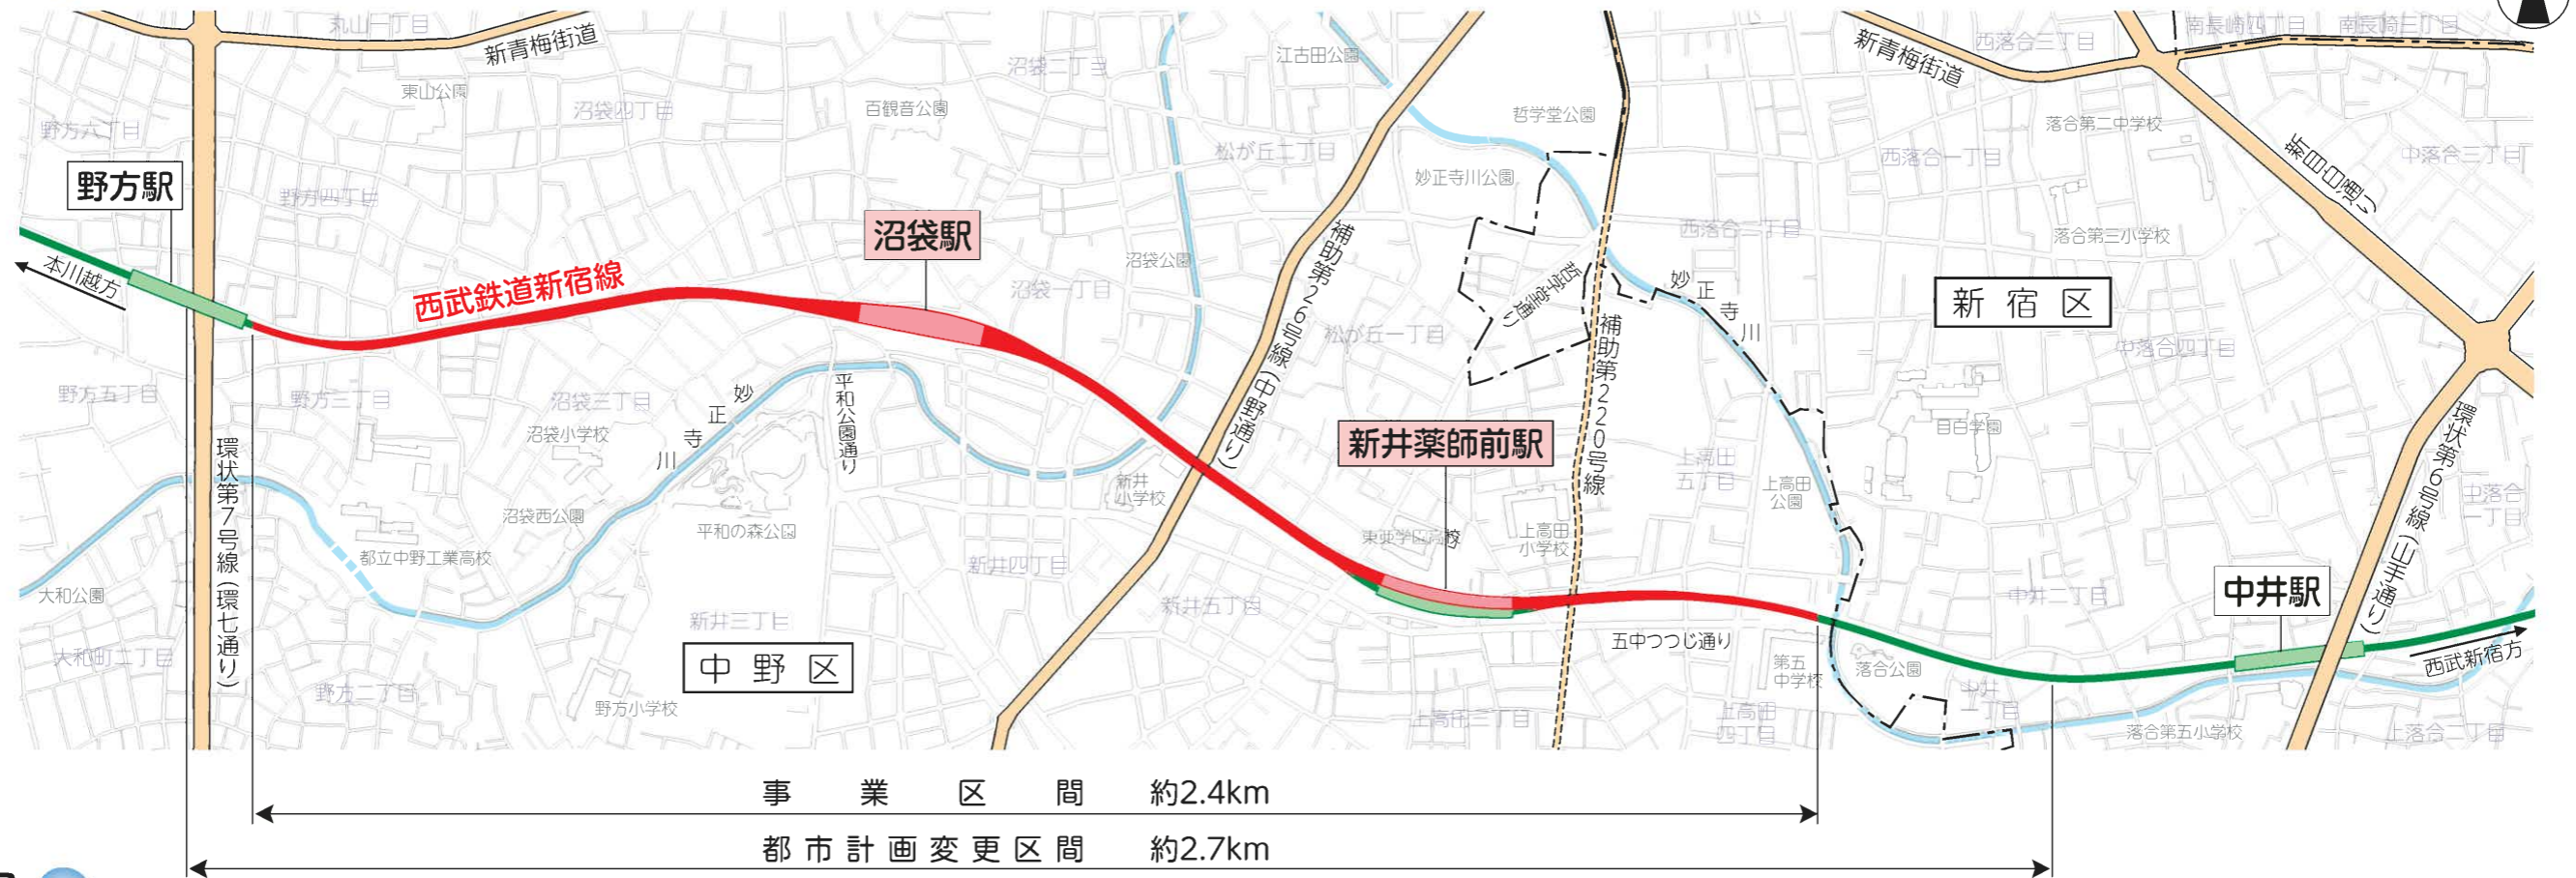 丸山一丁目
新青梅街道
東山公園
沼袋四丁目
百観音公園
沼袋二丁目
江古田公園
哲学堂公園
新青梅街道
西落合三丁目
南長崎四丁目
南長崎三丁目
野方六丁目
野方駅
野方四丁目
松が丘二丁目
妙正寺川公園
落合第二中学校
西落合一丁目
新目白通り
中落合三丁目
沼袋駅
沼袋公園
沼袋一丁目
補助第26号線(中野通り)
哲学堂通り
西落合二丁目
落合第三小学校
本川越方
西武鉄道新宿線
松が丘一丁目
補助第220号線
妙正寺川
新宿区
中落合四丁目
野方五丁目
野方三丁目
沼袋三丁目
沼袋小学校
妙正寺川
平和公園通り
新井薬師前駅
目白学園
環状第6号線(山手通り)
環状第7号線(環七通り)
沼袋西公園
平和の森公園
新井
小学校
上高田
五丁目
上高田
公園
中落合
一丁目
都立中野工業高校
新井四丁目
東亜学園高校
上高田
小学校
大和公園
新井三丁目
新井五丁目
中井二丁目
中井駅
大和町二丁目
野方二丁目
中野区
野方小学校
五中つつじ通り
第五
中学校
落合公園
中井
一丁目
西武新宿方
上高田三丁目
上高田
四丁目
落合第五小学校
上落合二丁目
事業区間 約2.4km
都市計画変更区間 約2.7km